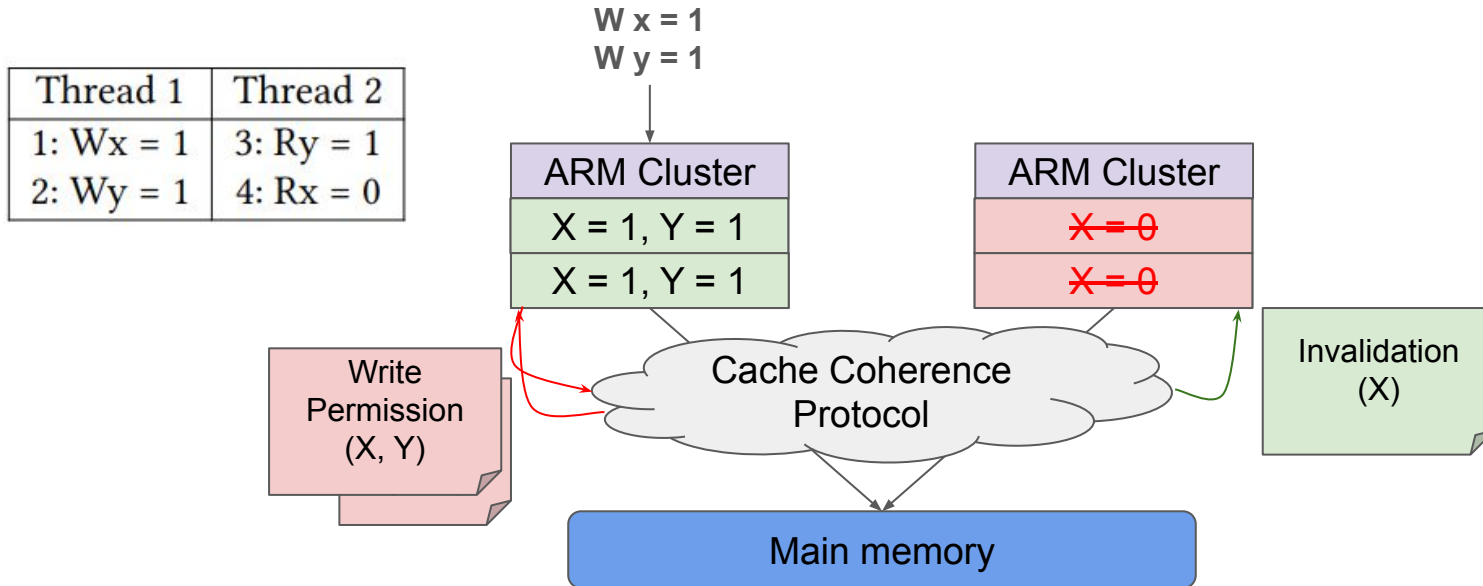 W x = 1
W y = 1
Thread 1 Thread 2
1: Wx = 1 3: Ry = 1
2: Wy = 1 4: Rx = 0
ARM Cluster
X = 1, Y = 1
X = 1, Y = 1
ARM Cluster
X = 0
X = 0
Write
Permission
(X, Y)
Cache Coherence
Protocol
Invalidation
(X)
Main memory